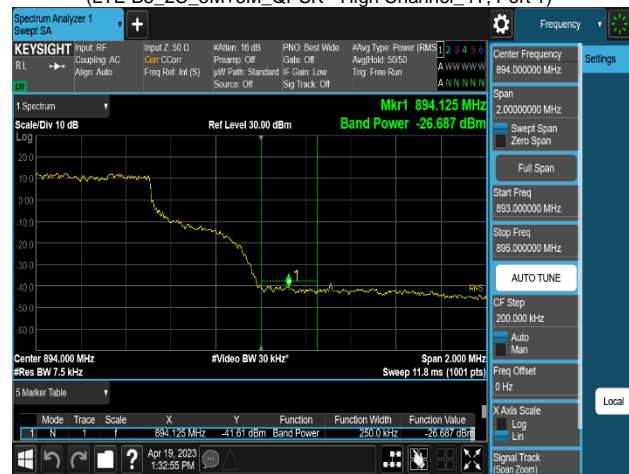 Spectrum Analyzer 1
Swept SA
Frequency
KEYSIGHT
RL
Input: RF
Coupling: AC
Align: Auto
Input Z: 50 Ω
Corr CCorr
Freq Ref: Int (S)
#Atten: 16 dB
Preamp: Off
µW Path: Standard
Source: Off
PNO: Best Wide
Gate: Off
IF Gain: Low
Sig Track: Off
#Avg Type: Power (RMS
Avg|Hold: 50/50
Trig: Free Run
1 2 3 4 5 6
A W W W W W
A N N N N N
LXI
1 Spectrum
Scale/Div 10 dB
Ref Level 30.00 dBm
Mkr1 894.125 MHz
Band Power -26.687 dBm
Log
20.0
10.0
0.00
-10.0
-20.0
-30.0
-40.0
-50.0
-60.0
1
RMS
Center 894.000 MHz
#Video BW 30 kHz*
Span 2.000 MHz
#Res BW 7.5 kHz
Sweep 11.8 ms (1001 pts)
5 Marker Table
Mode Trace Scale X Y Function Function Width Function Value
1 N 1 f 894.125 MHz -41.61 dBm Band Power 250.0 kHz -26.687 dBm
Apr 19, 2023
1:32:55 PM
Center Frequency
894.000000 MHz
Settings
Span
2.00000000 MHz
Swept Span
Zero Span
Full Span
Start Freq
893.000000 MHz
Stop Freq
895.000000 MHz
AUTO TUNE
CF Step
200.000 kHz
Auto
Man
Freq Offset
0 Hz
X Axis Scale
Log
Lin
Signal Track
(Span Zoom)
Local